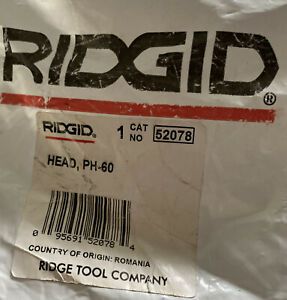 RIDGID®
RIDGID. 1 CAT NO 52078
HEAD, PH-60
0 95691 52078 4
COUNTRY OF ORIGIN: ROMANIA
RIDGE TOOL COMPANY